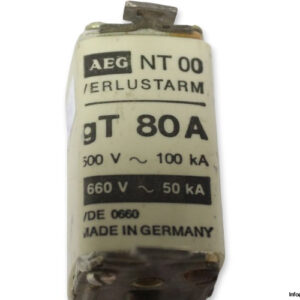 AEG NT 00
VERLUSTARM
gT 80A
500 V ~ 100 kA
660 V ~ 50 kA
VDE 0660
MADE IN GERMANY